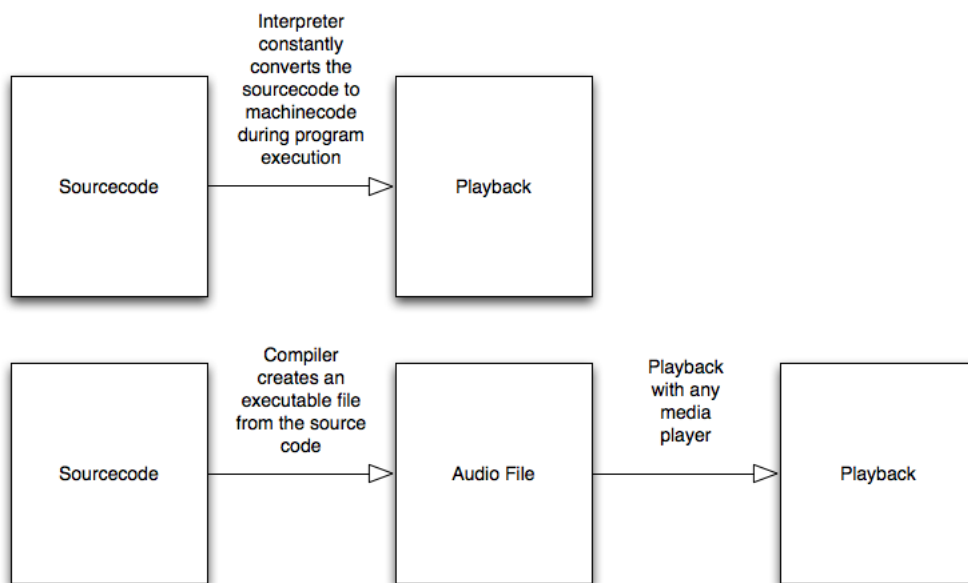 Interpreter
constantly
converts the
sourcecode to
machinecode
during program
execution
Sourcecode
Playback
Compiler
creates an
executable file
from the source
code
Playback
with any
media
player
Sourcecode
Audio File
Playback